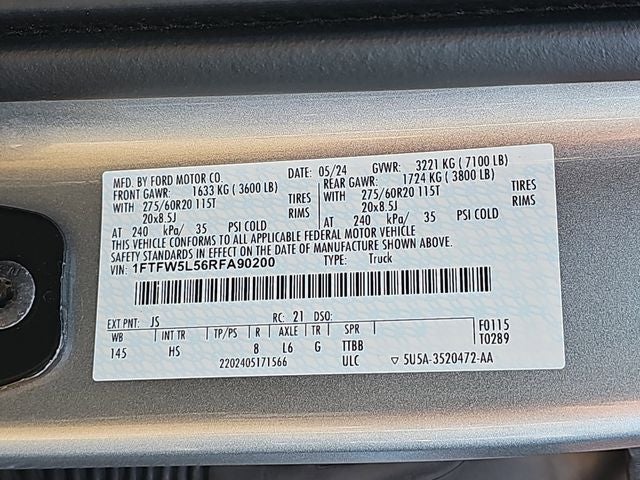 MFD. BY FORD MOTOR CO. DATE: 05/24 GVWR: 3221 KG ( 7100 LB)
FRONT GAWR: 1633 KG ( 3600 LB) REAR GAWR: 1724 KG ( 3800 LB)
WITH 275/60R20 115T TIRES WITH 275/60R20 115T TIRES
20x8.5J RIMS 20x8.5J RIMS
AT 240 kPa/ 35 PSI COLD AT 240 kPa/ 35 PSI COLD
THIS VEHICLE CONFORMS TO ALL APPLICABLE FEDERAL MOTOR VEHICLE
SAFETY STANDARDS IN EFFECT ON THE DATE OF MANUFACTURE SHOWN ABOVE.
VIN: 1FTFW5L56RFA90200 TYPE: Truck
EXT PNT: JS RC: 21 DSO: F0115
WB INT TR TP/PS R AXLE TR SPR T0289
145 HS 8 L6 G TTBB
2202405171566 ULC ▽ 5U5A-3520472-AA